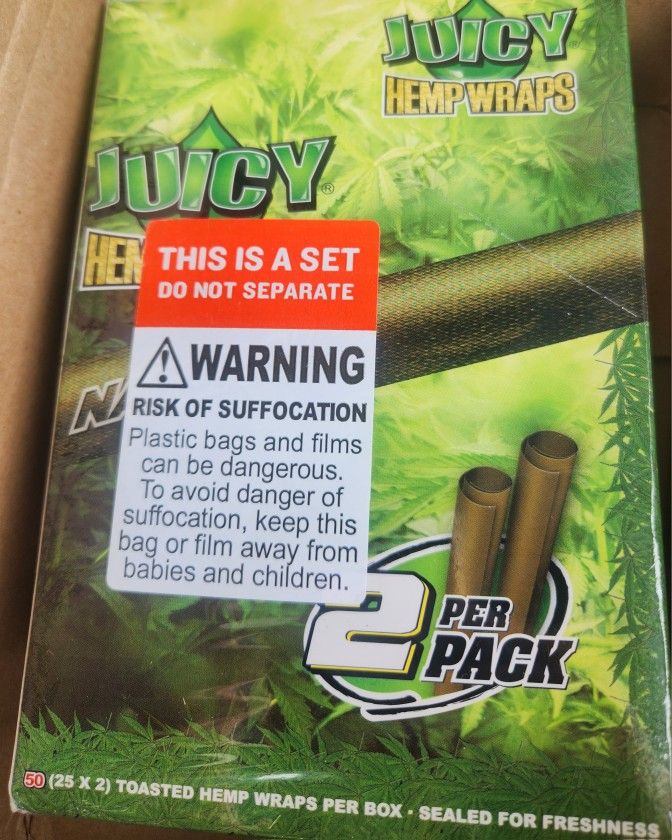 JUICY
HEMP WRAPS
JUICY®
HEM
THIS IS A SET
DO NOT SEPARATE
WARNING
RISK OF SUFFOCATION
Plastic bags and films
can be dangerous.
To avoid danger of
suffocation, keep this
bag or film away from
babies and children.
NA
2 PER
PACK
50 (25 X 2) TOASTED HEMP WRAPS PER BOX · SEALED FOR FRESHNESS